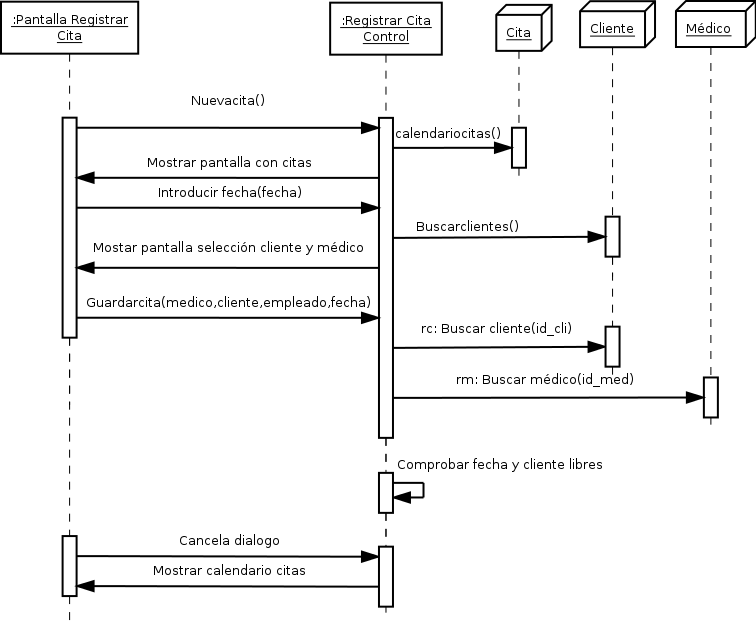 :Pantalla Registrar
Cita
:Registrar Cita
Control
Cita
Cliente
Médico
Nuevacita()
calendariocitas()
Mostrar pantalla con citas
Introducir fecha(fecha)
Buscarclientes()
Mostar pantalla selección cliente y médico
Guardarcita(medico,cliente,empleado,fecha)
rc: Buscar cliente(id_cli)
rm: Buscar médico(id_med)
Comprobar fecha y cliente libres
Cancela dialogo
Mostrar calendario citas